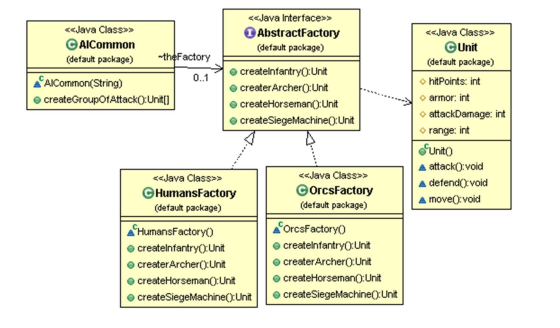 <<Java Class>>
AICommon
(default package)
AICommon(String)
createGroupOfAttack():Unit[]
~theFactory
0..1
<<Java Interface>>
AbstractFactory
(default package)
createInfantry():Unit
createrArcher():Unit
createHorseman():Unit
createSiegeMachine():Unit
<<Java Class>>
Unit
(default package)
hitPoints: int
armor: int
attackDamage: int
range: int
Unit()
attack():void
defend():void
move():void
<<Java Class>>
HumansFactory
(default package)
HumansFactory()
createInfantry():Unit
createrArcher():Unit
createHorseman():Unit
createSiegeMachine():Unit
<<Java Class>>
OrcsFactory
(default package)
OrcsFactory()
createInfantry():Unit
createrArcher():Unit
createHorseman():Unit
createSiegeMachine():Unit